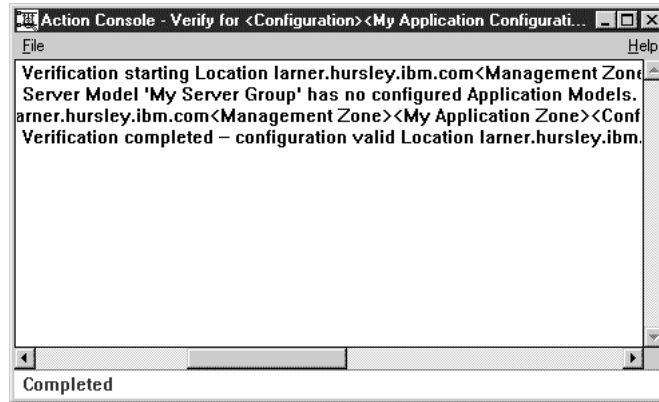 Action Console - Verify for <Configuration><My Application Configurati...
File Help
Verification starting Location larner.hursley.ibm.com<Management Zone
Server Model 'My Server Group' has no configured Application Models.
arner.hursley.ibm.com<Management Zone><My Application Zone><Conf
Verification completed – configuration valid Location larner.hursley.ibm.
Completed